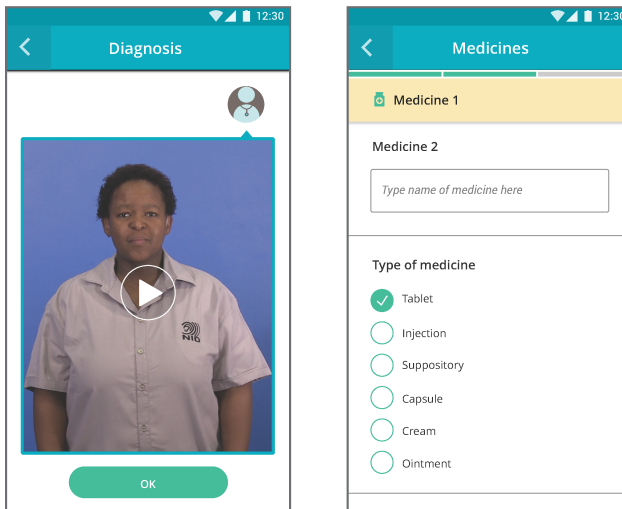 12:30
Diagnosis
NID
OK
12:30
Medicines
Medicine 1
Medicine 2
Type name of medicine here
Type of medicine
Tablet
Injection
Suppository
Capsule
Cream
Ointment